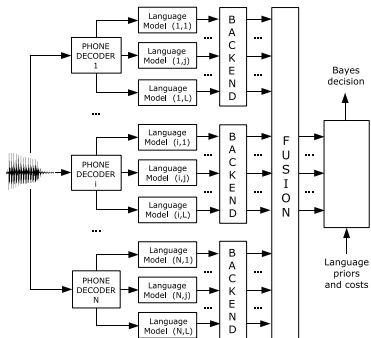 PHONE
DECODER
1
Language
Model (1,1)
...
Language
Model (1,j)
...
Language
Model (1,L)
B
A
C
K
E
N
D
...
...
...
PHONE
DECODER
i
Language
Model (i,1)
...
Language
Model (i,j)
...
Language
Model (i,L)
B
A
C
K
E
N
D
...
...
...
PHONE
DECODER
N
Language
Model (N,1)
...
Language
Model (N,j)
...
Language
Model (N,L)
B
A
C
K
E
N
D
...
...
F
U
S
I
O
N
...
...
...
...
Bayes
decision
Language
priors
and costs